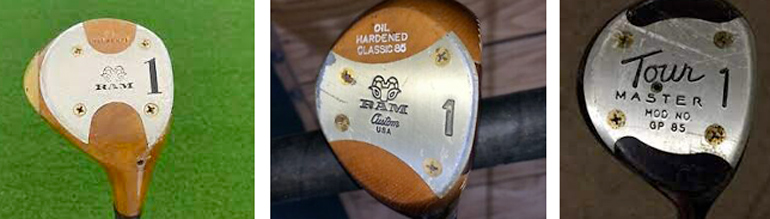 RAM
1
OIL
HARDENED
CLASSIC 85
RAM
Custom
USA
1
Tour
MASTER
MOD NO
GP 85
1